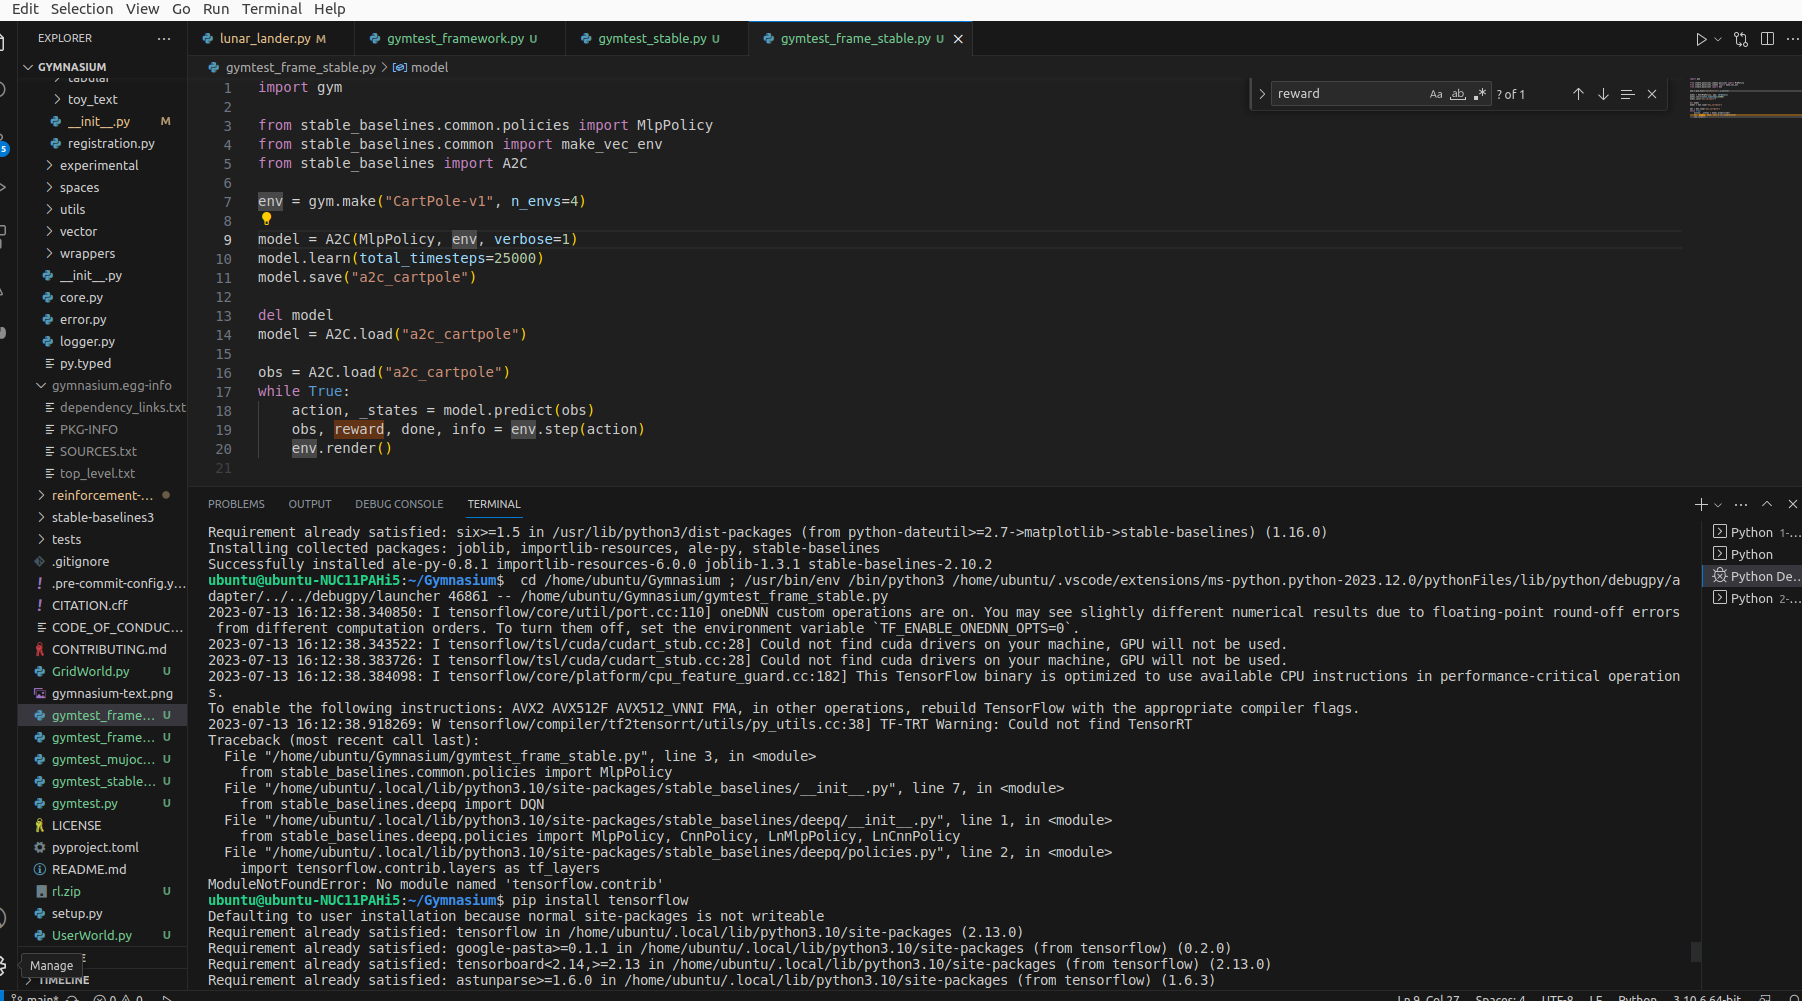 Edit Selection View Go Run Terminal Help
EXPLORER ...
lunar_lander.py M
gymtest_framework.py U
gymtest_stable.py U
gymtest_frame_stable.py U
GYMNASIUM
tabular
toy_text
__init__.py M
registration.py
experimental
spaces
utils
vector
wrappers
__init__.py
core.py
error.py
logger.py
py.typed
gymnasium.egg-info
dependency_links.txt
PKG-INFO
SOURCES.txt
top_level.txt
reinforcement-...
stable-baselines3
tests
.gitignore
.pre-commit-config.y...
CITATION.cff
CODE_OF_CONDUC...
CONTRIBUTING.md
GridWorld.py U
gymnasium-text.png
gymtest_frame... U
gymtest_frame... U
gymtest_mujoc... U
gymtest_stable... U
gymtest.py U
LICENSE
pyproject.toml
README.md
rl.zip U
setup.py
UserWorld.py U
Manage
TIMELINE
5
gymtest_frame_stable.py > model
reward Aa ab ? of 1
1 import gym
2
3 from stable_baselines.common.policies import MlpPolicy
4 from stable_baselines.common import make_vec_env
5 from stable_baselines import A2C
6
7 env = gym.make("CartPole-v1", n_envs=4)
8
9 model = A2C(MlpPolicy, env, verbose=1)
10 model.learn(total_timesteps=25000)
11 model.save("a2c_cartpole")
12
13 del model
14 model = A2C.load("a2c_cartpole")
15
16 obs = A2C.load("a2c_cartpole")
17 while True:
18 action, _states = model.predict(obs)
19 obs, reward, done, info = env.step(action)
20 env.render()
21
PROBLEMS OUTPUT DEBUG CONSOLE TERMINAL
Requirement already satisfied: six>=1.5 in /usr/lib/python3/dist-packages (from python-dateutil>=2.7->matplotlib->stable-baselines) (1.16.0)
Installing collected packages: joblib, importlib-resources, ale-py, stable-baselines
Successfully installed ale-py-0.8.1 importlib-resources-6.0.0 joblib-1.3.1 stable-baselines-2.10.2
ubuntu@ubuntu-NUC11PAHi5:~/Gymnasium$ cd /home/ubuntu/Gymnasium ; /usr/bin/env /bin/python3 /home/ubuntu/.vscode/extensions/ms-python.python-2023.12.0/pythonFiles/lib/python/debugpy/a
dapter/../../debugpy/launcher 46861 -- /home/ubuntu/Gymnasium/gymtest_frame_stable.py
2023-07-13 16:12:38.340850: I tensorflow/core/util/port.cc:110] oneDNN custom operations are on. You may see slightly different numerical results due to floating-point round-off errors
from different computation orders. To turn them off, set the environment variable `TF_ENABLE_ONEDNN_OPTS=0`.
2023-07-13 16:12:38.343522: I tensorflow/tsl/cuda/cudart_stub.cc:28] Could not find cuda drivers on your machine, GPU will not be used.
2023-07-13 16:12:38.383726: I tensorflow/tsl/cuda/cudart_stub.cc:28] Could not find cuda drivers on your machine, GPU will not be used.
2023-07-13 16:12:38.384098: I tensorflow/core/platform/cpu_feature_guard.cc:182] This TensorFlow binary is optimized to use available CPU instructions in performance-critical operation
s.
To enable the following instructions: AVX2 AVX512F AVX512_VNNI FMA, in other operations, rebuild TensorFlow with the appropriate compiler flags.
2023-07-13 16:12:38.918269: W tensorflow/compiler/tf2tensorrt/utils/py_utils.cc:38] TF-TRT Warning: Could not find TensorRT
Traceback (most recent call last):
File "/home/ubuntu/Gymnasium/gymtest_frame_stable.py", line 3, in <module>
from stable_baselines.common.policies import MlpPolicy
File "/home/ubuntu/.local/lib/python3.10/site-packages/stable_baselines/__init__.py", line 7, in <module>
from stable_baselines.deepq import DQN
File "/home/ubuntu/.local/lib/python3.10/site-packages/stable_baselines/deepq/__init__.py", line 1, in <module>
from stable_baselines.deepq.policies import MlpPolicy, CnnPolicy, LnMlpPolicy, LnCnnPolicy
File "/home/ubuntu/.local/lib/python3.10/site-packages/stable_baselines/deepq/policies.py", line 2, in <module>
import tensorflow.contrib.layers as tf_layers
ModuleNotFoundError: No module named 'tensorflow.contrib'
ubuntu@ubuntu-NUC11PAHi5:~/Gymnasium$ pip install tensorflow
Defaulting to user installation because normal site-packages is not writeable
Requirement already satisfied: tensorflow in /home/ubuntu/.local/lib/python3.10/site-packages (2.13.0)
Requirement already satisfied: google-pasta>=0.1.1 in /home/ubuntu/.local/lib/python3.10/site-packages (from tensorflow) (0.2.0)
Requirement already satisfied: tensorboard<2.14,>=2.13 in /home/ubuntu/.local/lib/python3.10/site-packages (from tensorflow) (2.13.0)
Requirement already satisfied: astunparse>=1.6.0 in /home/ubuntu/.local/lib/python3.10/site-packages (from tensorflow) (1.6.3)
Python 1-...
Python
Python De...
Python 2-...
main* 0 0
Ln 9, Col 27 Spaces: 4 UTF-8 LF Python 3.10.6 64-bit